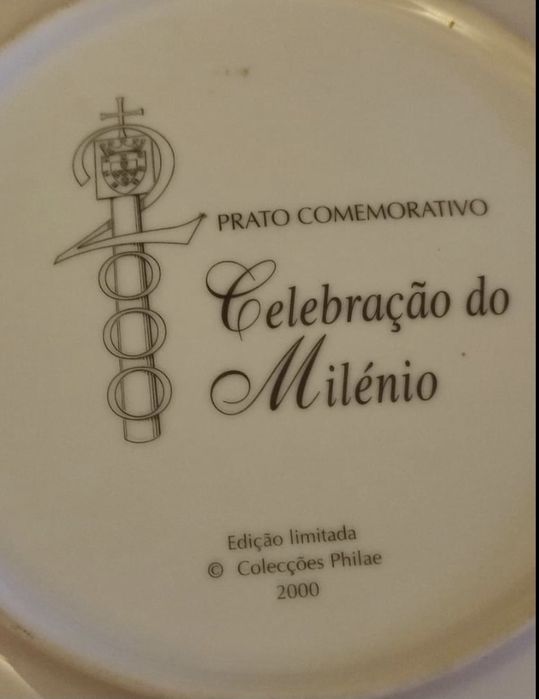 PRATO COMEMORATIVO
Celebração do
Milénio
Edição limitada
© Colecções Philae
2000